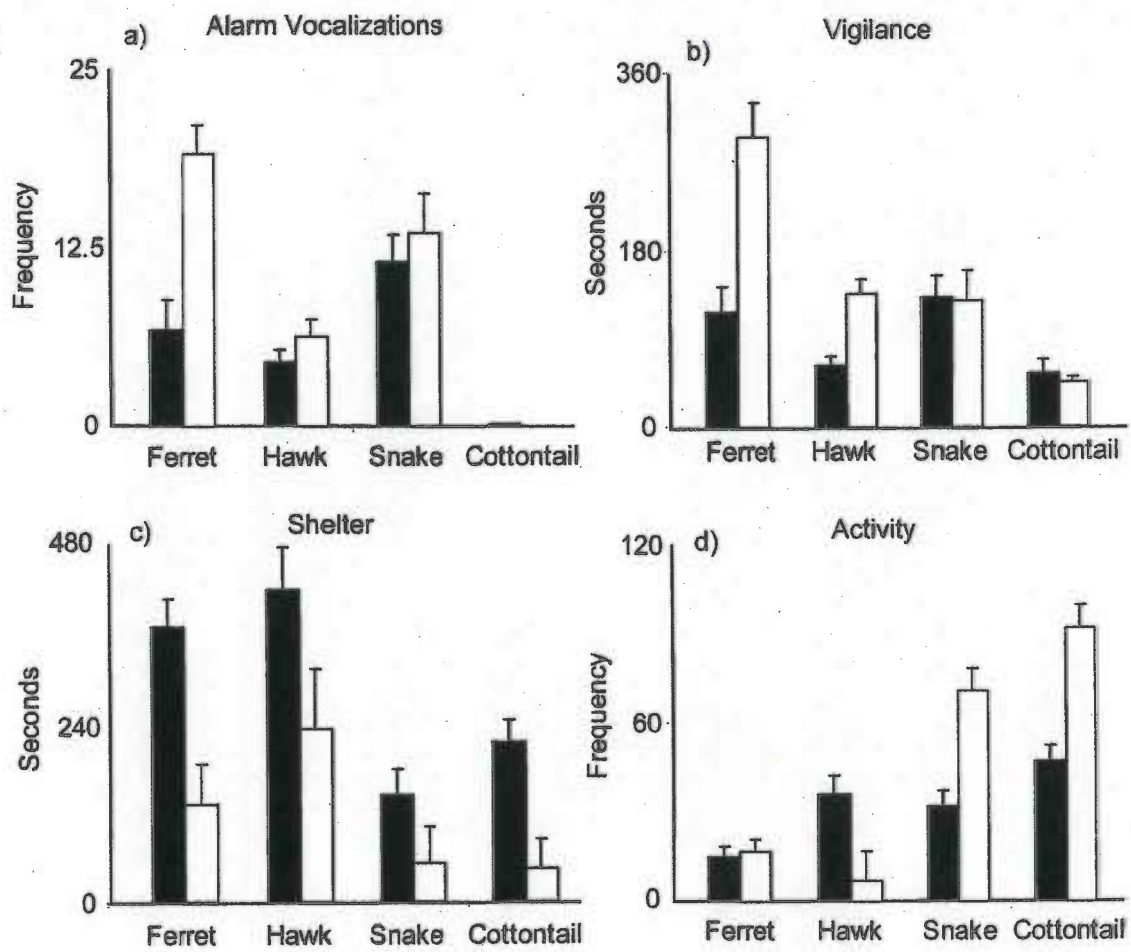 a) Alarm Vocalizations
25
12.5
0
Frequency
Ferret Hawk Snake Cottontail
b) Vigilance
360
180
0
Seconds
Ferret Hawk Snake Cottontail
c) Shelter
480
240
0
Seconds
Ferret Hawk Snake Cottontail
d) Activity
120
60
0
Frequency
Ferret Hawk Snake Cottontail